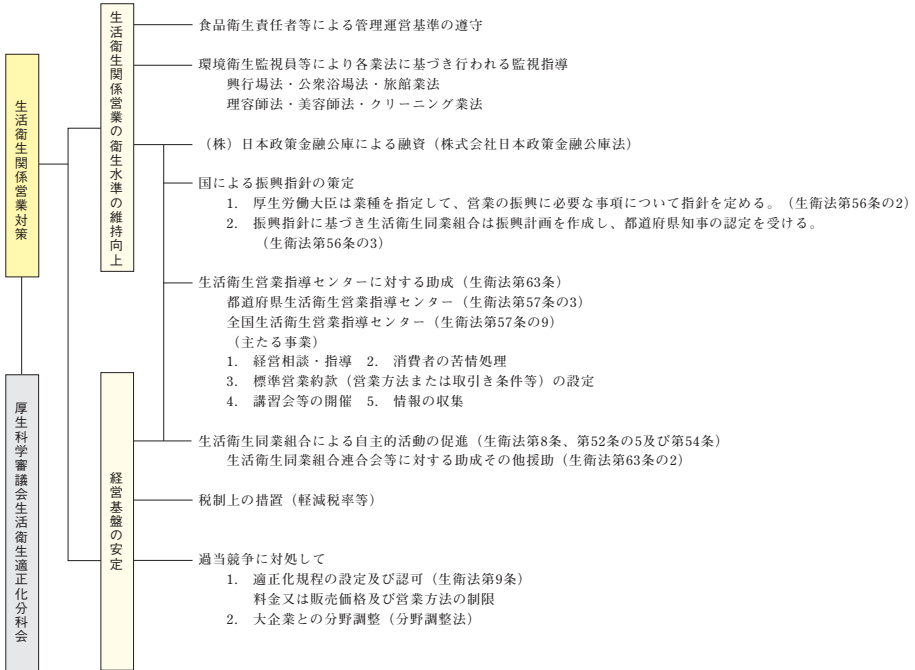 生活衛生関係営業対策
厚生科学審議会生活衛生適正化分科会
生活衛生関係営業の衛生水準の維持向上
経営基盤の安定
食品衛生責任者等による管理運営基準の遵守
環境衛生監視員等により各業法に基づき行われる監視指導
興行場法・公衆浴場法・旅館業法
理容師法・美容師法・クリーニング業法
（株）日本政策金融公庫による融資（株式会社日本政策金融公庫法）
国による振興指針の策定
1. 厚生労働大臣は業種を指定して、営業の振興に必要な事項について指針を定める。（生衛法第56条の2）
2. 振興指針に基づき生活衛生同業組合は振興計画を作成し、都道府県知事の認定を受ける。
（生衛法第56条の3）
生活衛生営業指導センターに対する助成（生衛法第63条）
都道府県生活衛生営業指導センター（生衛法第57条の3）
全国生活衛生営業指導センター（生衛法第57条の9）
（主たる事業）
1. 経営相談・指導 2. 消費者の苦情処理
3. 標準営業約款（営業方法または取引き条件等）の設定
4. 講習会等の開催 5. 情報の収集
生活衛生同業組合による自主的活動の促進（生衛法第8条、第52条の5及び第54条）
生活衛生同業組合連合会等に対する助成その他援助（生衛法第63条の2）
税制上の措置（軽減税率等）
過当競争に対処して
1. 適正化規程の設定及び認可（生衛法第9条）
料金又は販売価格及び営業方法の制限
2. 大企業との分野調整（分野調整法）